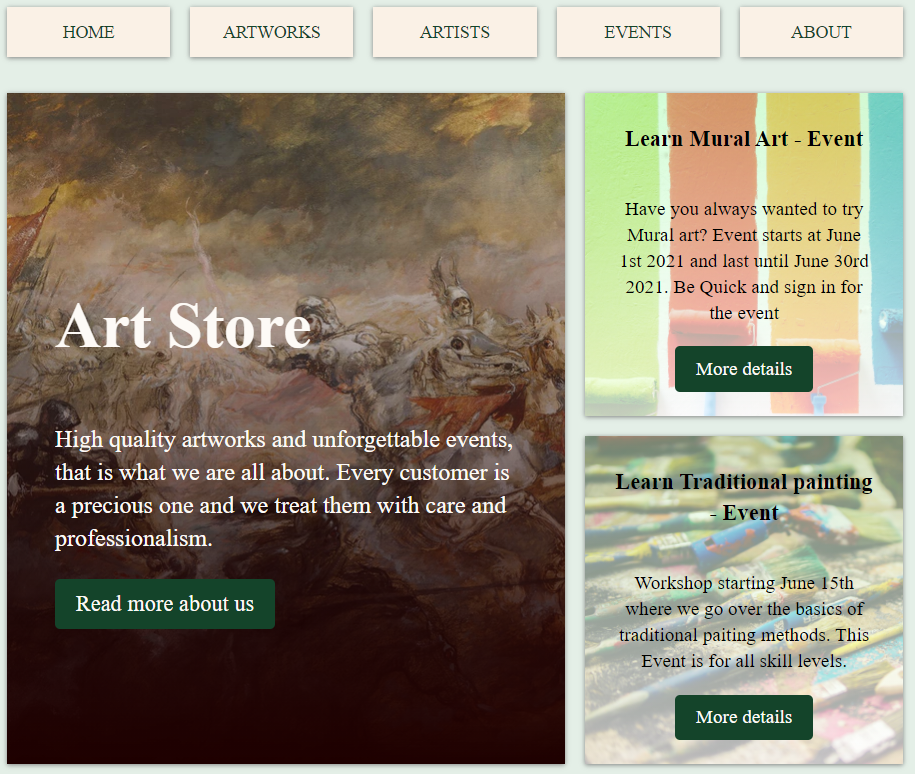 HOME
ARTWORKS
ARTISTS
EVENTS
ABOUT
Art Store
High quality artworks and unforgettable events,
that is what we are all about. Every customer is
a precious one and we treat them with care and
professionalism.
Read more about us
Learn Mural Art - Event
Have you always wanted to try
Mural art? Event starts at June
1st 2021 and last until June 30rd
2021. Be Quick and sign in for
the event
More details
Learn Traditional painting
- Event
Workshop starting June 15th
where we go over the basics of
traditional paiting methods. This
Event is for all skill levels.
More details